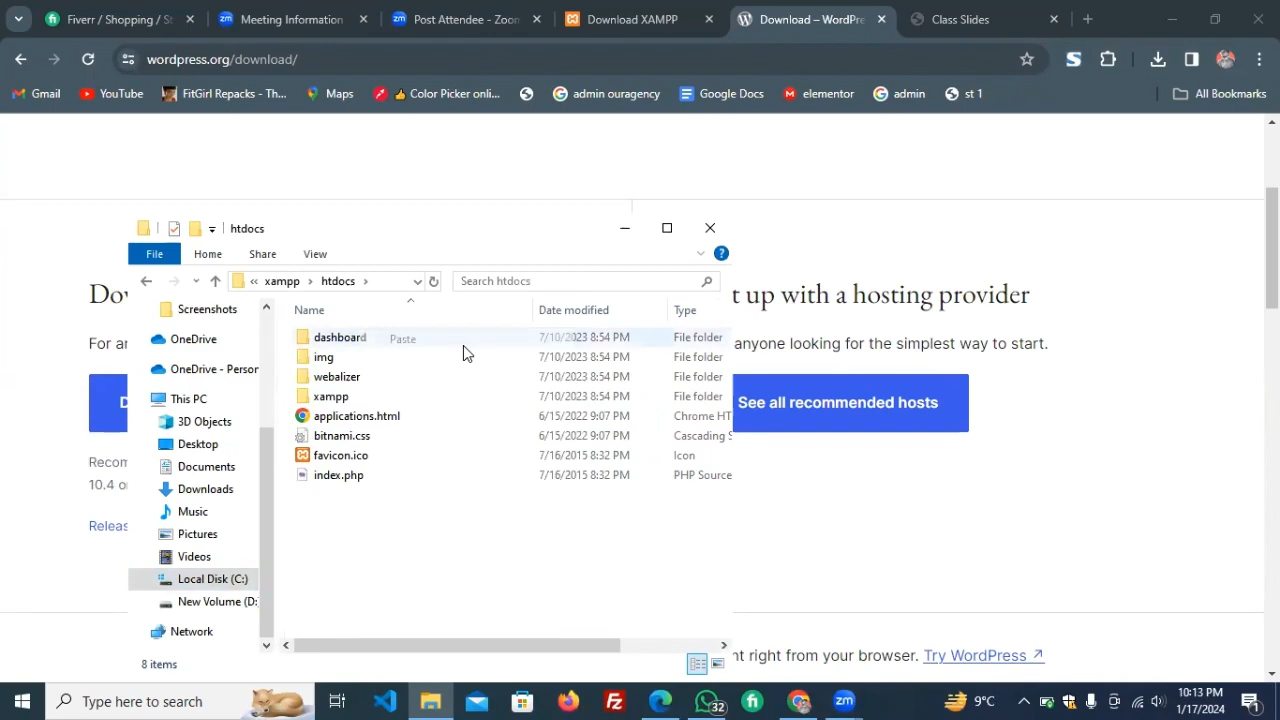 Fiverr / Shopping / St
Meeting Information
Post Attendee - Zoom
Download XAMPP
Download – WordPre
Class Slides
wordpress.org/download/
Gmail
YouTube
FitGirl Repacks - Th...
Maps
👍 Color Picker onli...
admin ouragency
Google Docs
elementor
admin
st 1
All Bookmarks
htdocs
File
Home
Share
View
« xampp › htdocs ›
Search htdocs
Name
Date modified
Type
dashboard 7/10/2023 8:54 PM File folder
Paste
img 7/10/2023 8:54 PM File folder
webalizer 7/10/2023 8:54 PM File folder
xampp 7/10/2023 8:54 PM File folder
applications.html 6/15/2022 9:07 PM Chrome HT
bitnami.css 6/15/2022 9:07 PM Cascading S
favicon.ico 7/16/2015 8:32 PM Icon
index.php 7/16/2015 8:32 PM PHP Source
Screenshots
OneDrive
OneDrive - Person
This PC
3D Objects
Desktop
Documents
Downloads
Music
Pictures
Videos
Local Disk (C:)
New Volume (D:
Network
8 items
Dow
For an
D
Recom
10.4 o
Releas
t up with a hosting provider
anyone looking for the simplest way to start.
See all recommended hosts
nt right from your browser. Try WordPress ↗
Type here to search
32
9°C
10:13 PM
1/17/2024
1